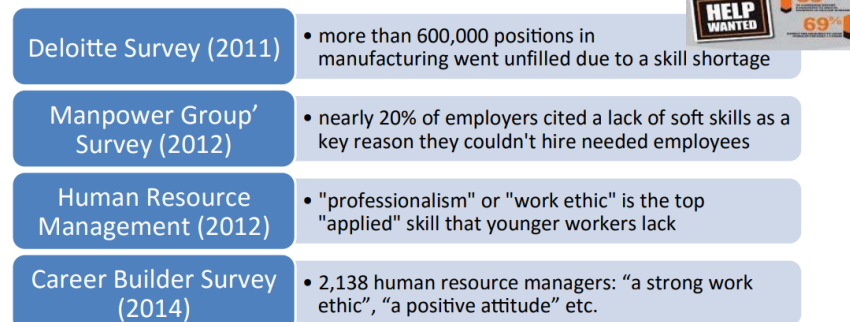 HELP
WANTED
69%
Deloitte Survey (2011)
• more than 600,000 positions in
manufacturing went unfilled due to a skill shortage
Manpower Group’
Survey (2012)
• nearly 20% of employers cited a lack of soft skills as a
key reason they couldn't hire needed employees
Human Resource
Management (2012)
• "professionalism" or "work ethic" is the top
"applied" skill that younger workers lack
Career Builder Survey
(2014)
• 2,138 human resource managers: “a strong work
ethic”, “a positive attitude” etc.